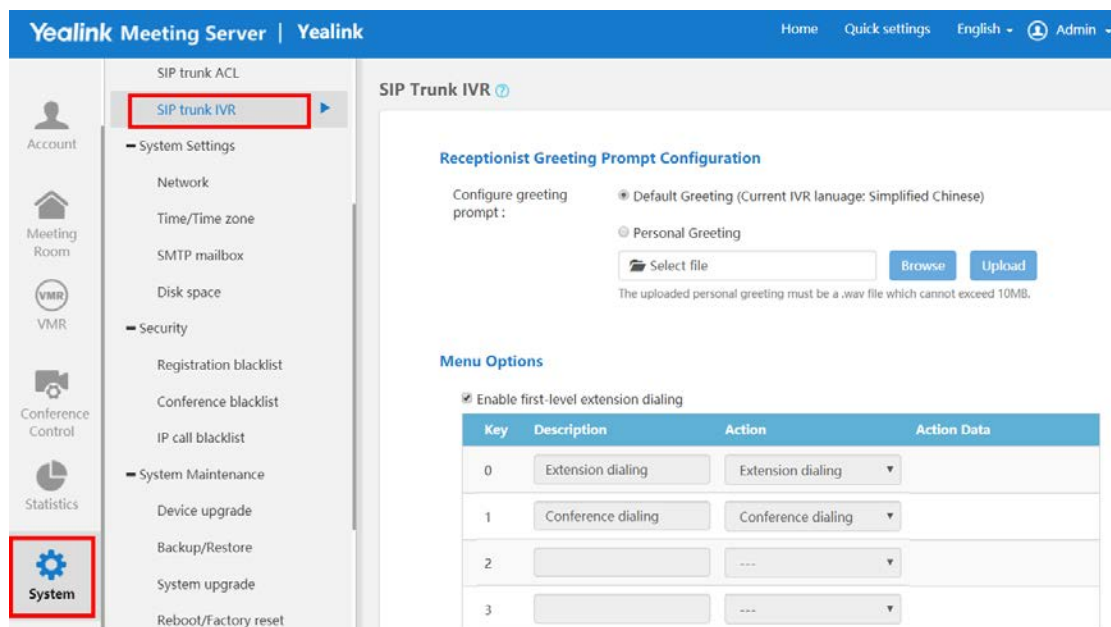 Yealink Meeting Server | Yealink
Home Quick settings English Admin
Account
Meeting
Room
VMR
VMR
Conference
Control
Statistics
System
SIP trunk ACL
SIP trunk IVR
System Settings
Network
Time/Time zone
SMTP mailbox
Disk space
Security
Registration blacklist
Conference blacklist
IP call blacklist
System Maintenance
Device upgrade
Backup/Restore
System upgrade
Reboot/Factory reset
SIP Trunk IVR ?
Receptionist Greeting Prompt Configuration
Configure greeting
prompt :
Default Greeting (Current IVR lanuage: Simplified Chinese)
Personal Greeting
Select file Browse Upload
The uploaded personal greeting must be a .wav file which cannot exceed 10MB.
Menu Options
Enable first-level extension dialing
Key Description Action Action Data
0 Extension dialing Extension dialing
1 Conference dialing Conference dialing
2 ---
3 ---